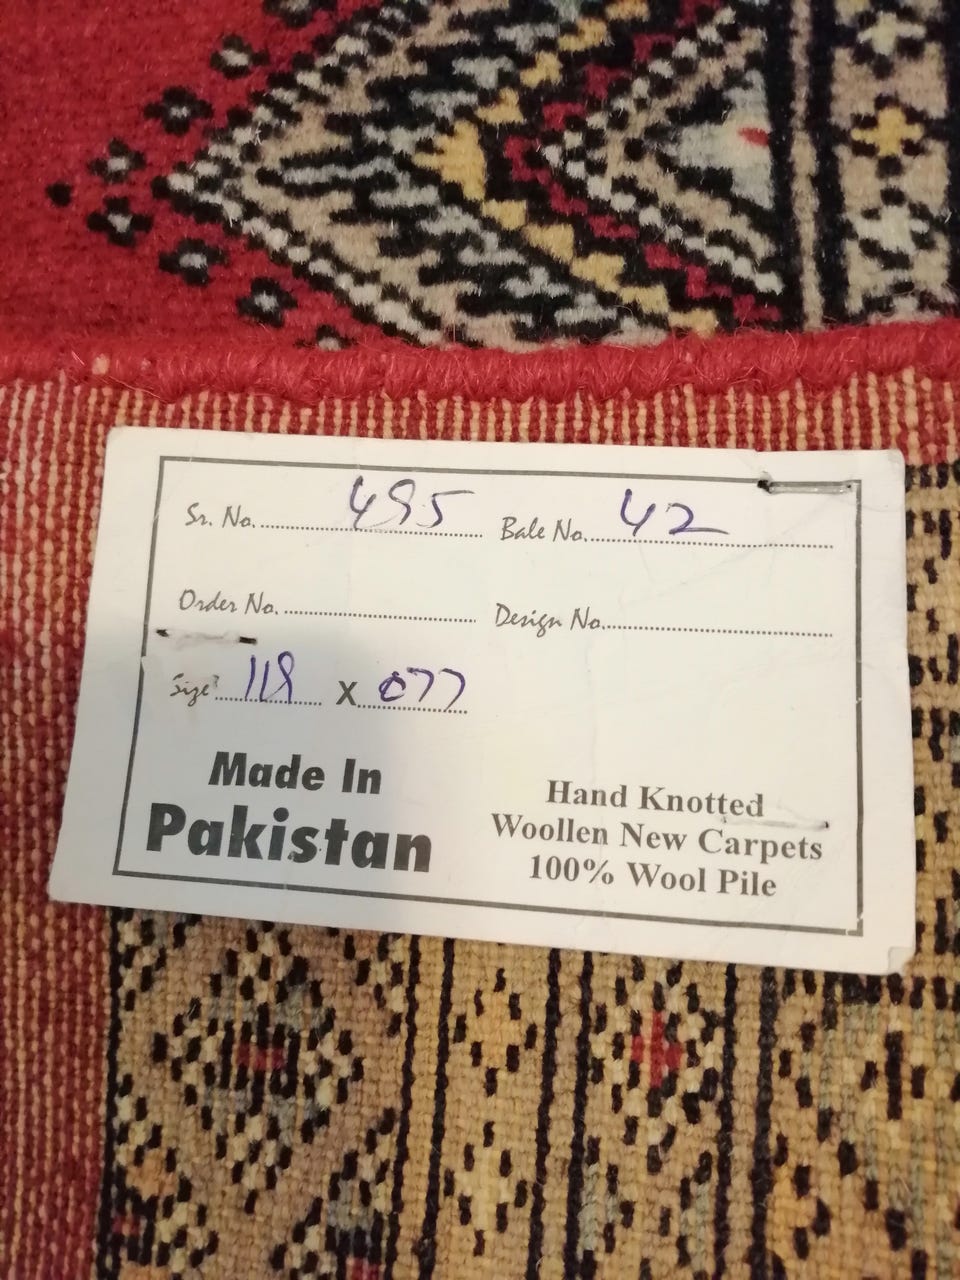 Sr. No. 495 Bale No. 42
Order No. Design No.
Size 118 X 077
Made In
Pakistan
Hand Knotted
Woollen New Carpets
100% Wool Pile